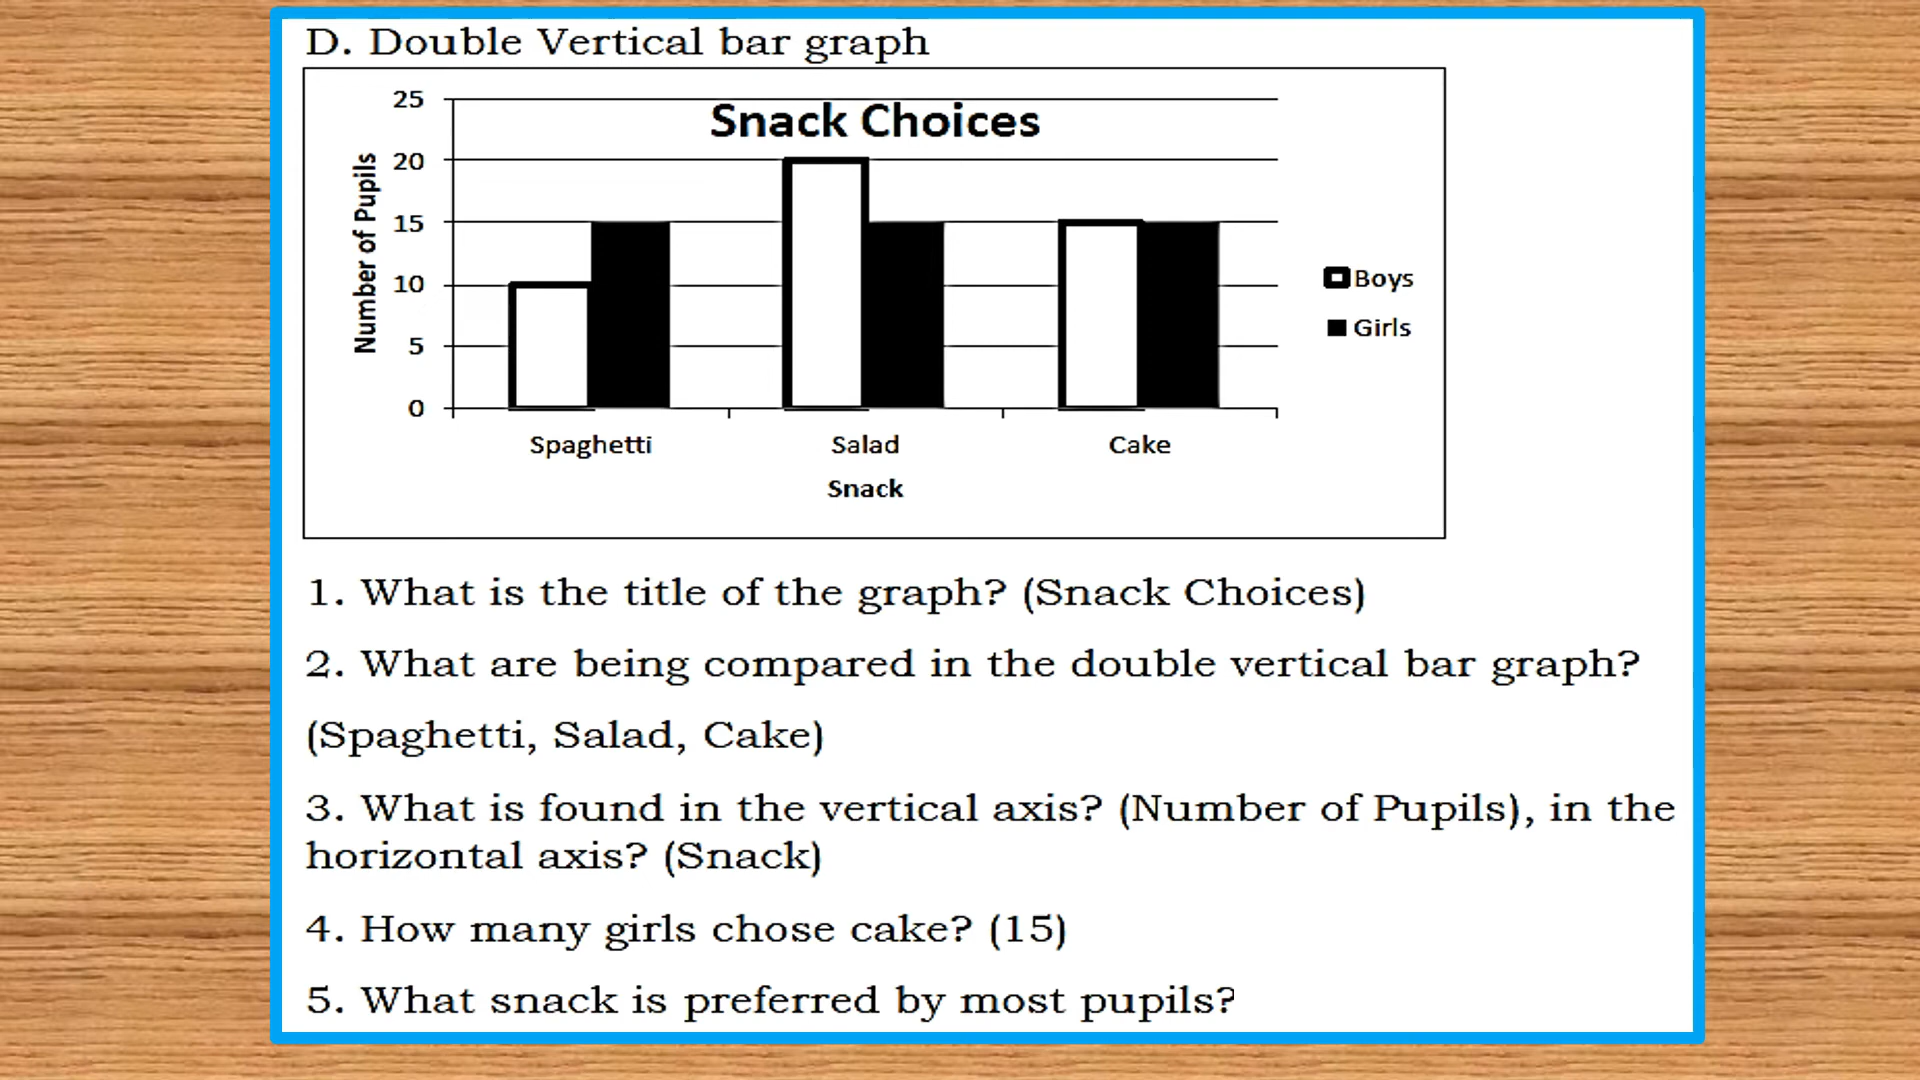 D. Double Vertical bar graph
Snack Choices
25
20
15
10
5
0
Number of Pupils
Boys
Girls
Spaghetti Salad Cake
Snack
1. What is the title of the graph? (Snack Choices)
2. What are being compared in the double vertical bar graph?
(Spaghetti, Salad, Cake)
3. What is found in the vertical axis? (Number of Pupils), in the
horizontal axis? (Snack)
4. How many girls chose cake? (15)
5. What snack is preferred by most pupils?